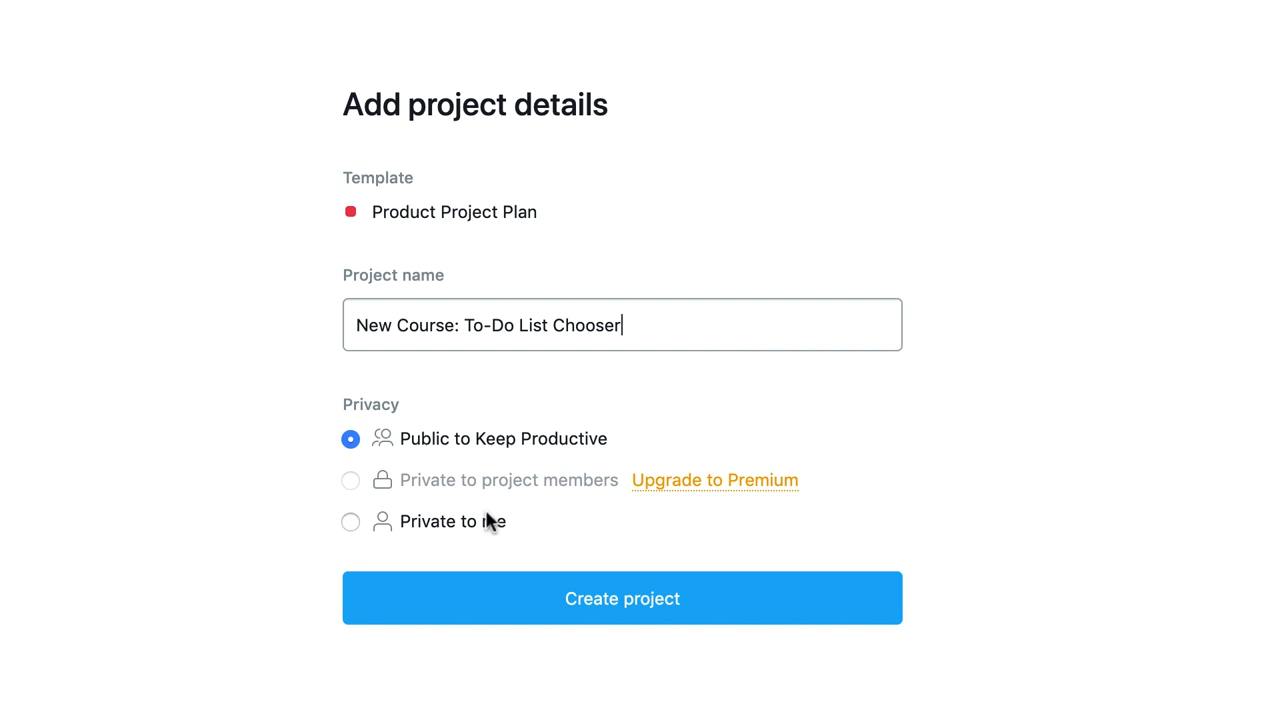 Add project details
Template
Product Project Plan
Project name
New Course: To-Do List Chooser
Privacy
Public to Keep Productive
Private to project members Upgrade to Premium
Private to me
Create project